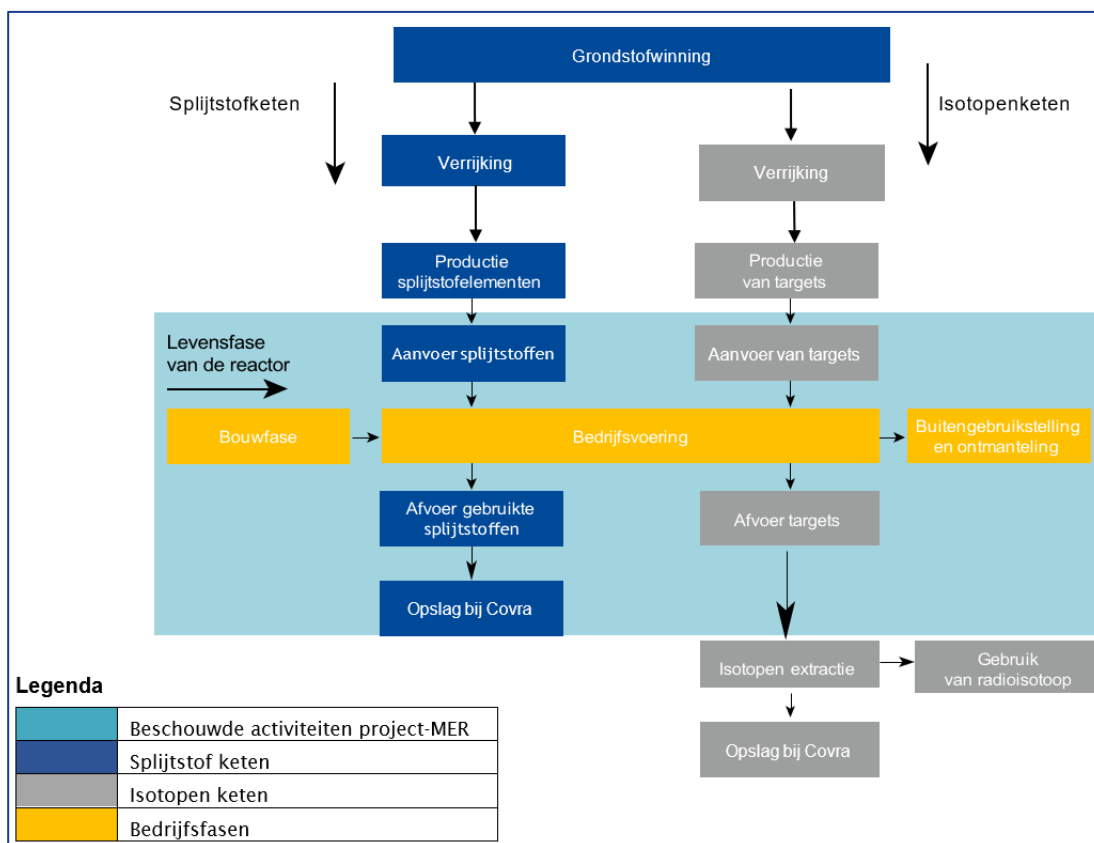 Grondstofwinning
Splijtstofketen
Isotopenketen
Verrijking
Verrijking
Productie
splijtstofelementen
Productie
van targets
Levensfase
van de reactor
Aanvoer splijtstoffen
Aanvoer van targets
Bouwfase
Bedrijfsvoering
Buitengebruikstelling
en ontmanteling
Afvoer gebruikte
splijtstoffen
Afvoer targets
Opslag bij Covra
Isotopen extractie
Gebruik
van radioisotoop
Opslag bij Covra
Legenda
Beschouwde activiteiten project-MER
Splijtstof keten
Isotopen keten
Bedrijfsfasen